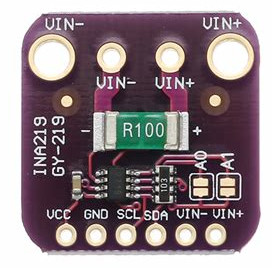 VIN- VIN+
VIN- VIN+
- R100 +
INA219
GY-219
103
A0 A1
VCC GND SCL SDA VIN- VIN+